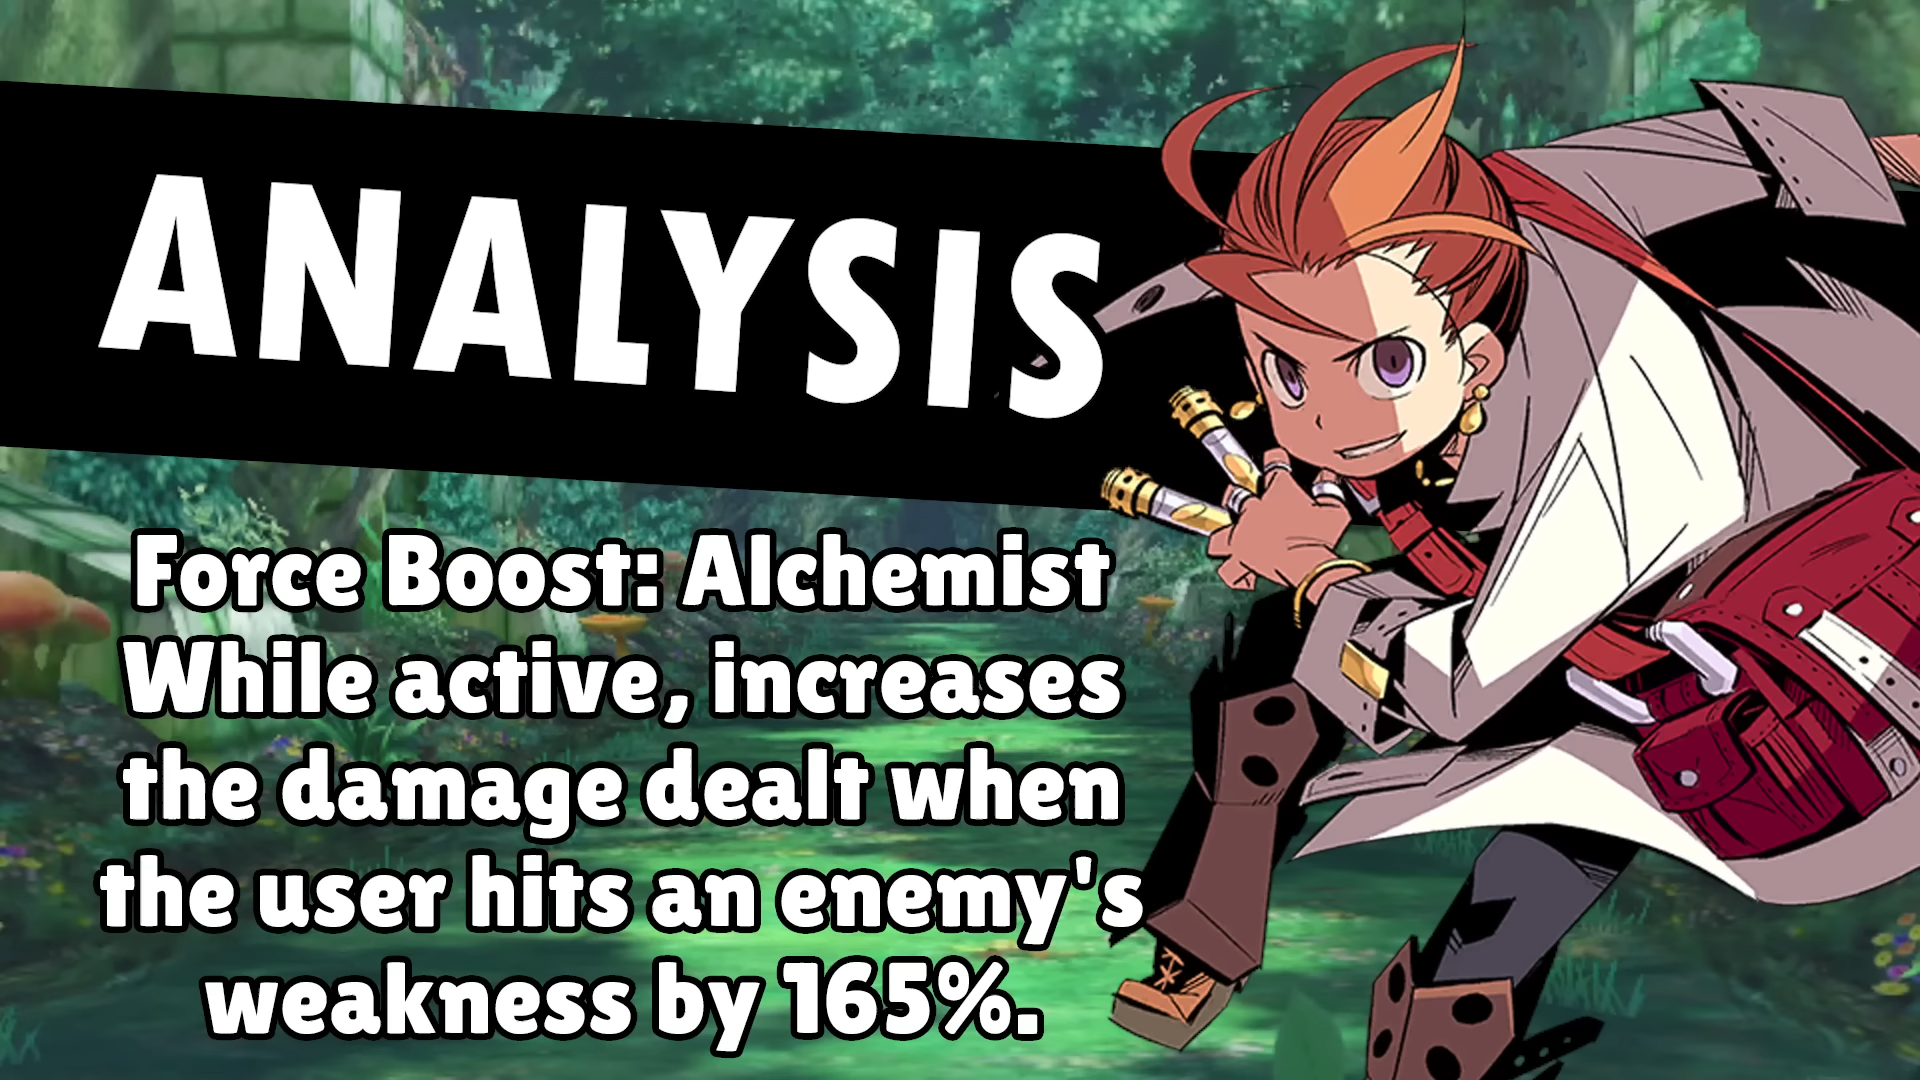 ANALYSIS
Force Boost: Alchemist
While active, increases
the damage dealt when
the user hits an enemy's
weakness by 165%.